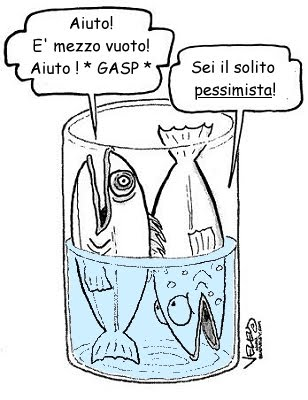 Aiuto!
E' mezzo vuoto!
Aiuto ! * GASP *
Sei il solito
pessimista!